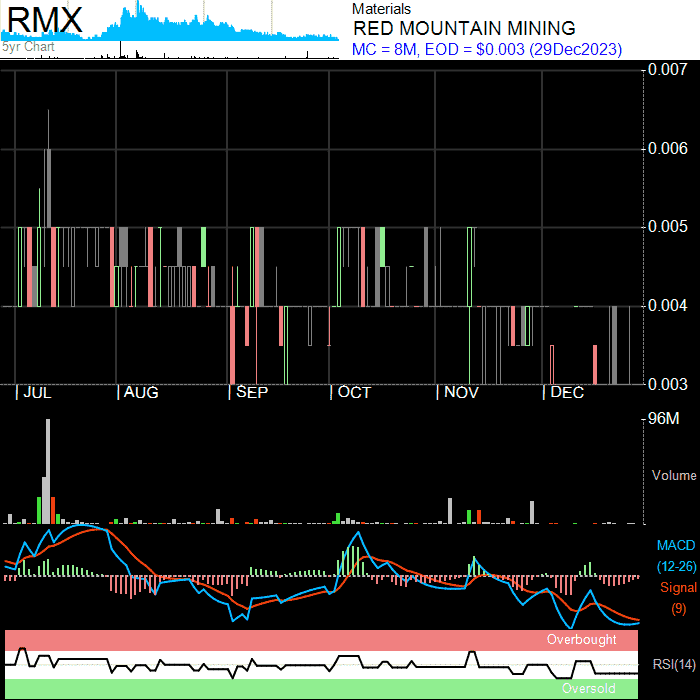 RMX
5yr Chart
Materials
RED MOUNTAIN MINING
MC = 8M, EOD = $0.003 (29Dec2023)
0.007
0.006
0.005
0.004
0.003
JUL AUG SEP OCT NOV DEC
96M
Volume
MACD
(12-26)
Signal
(9)
Overbought
RSI(14)
Oversold